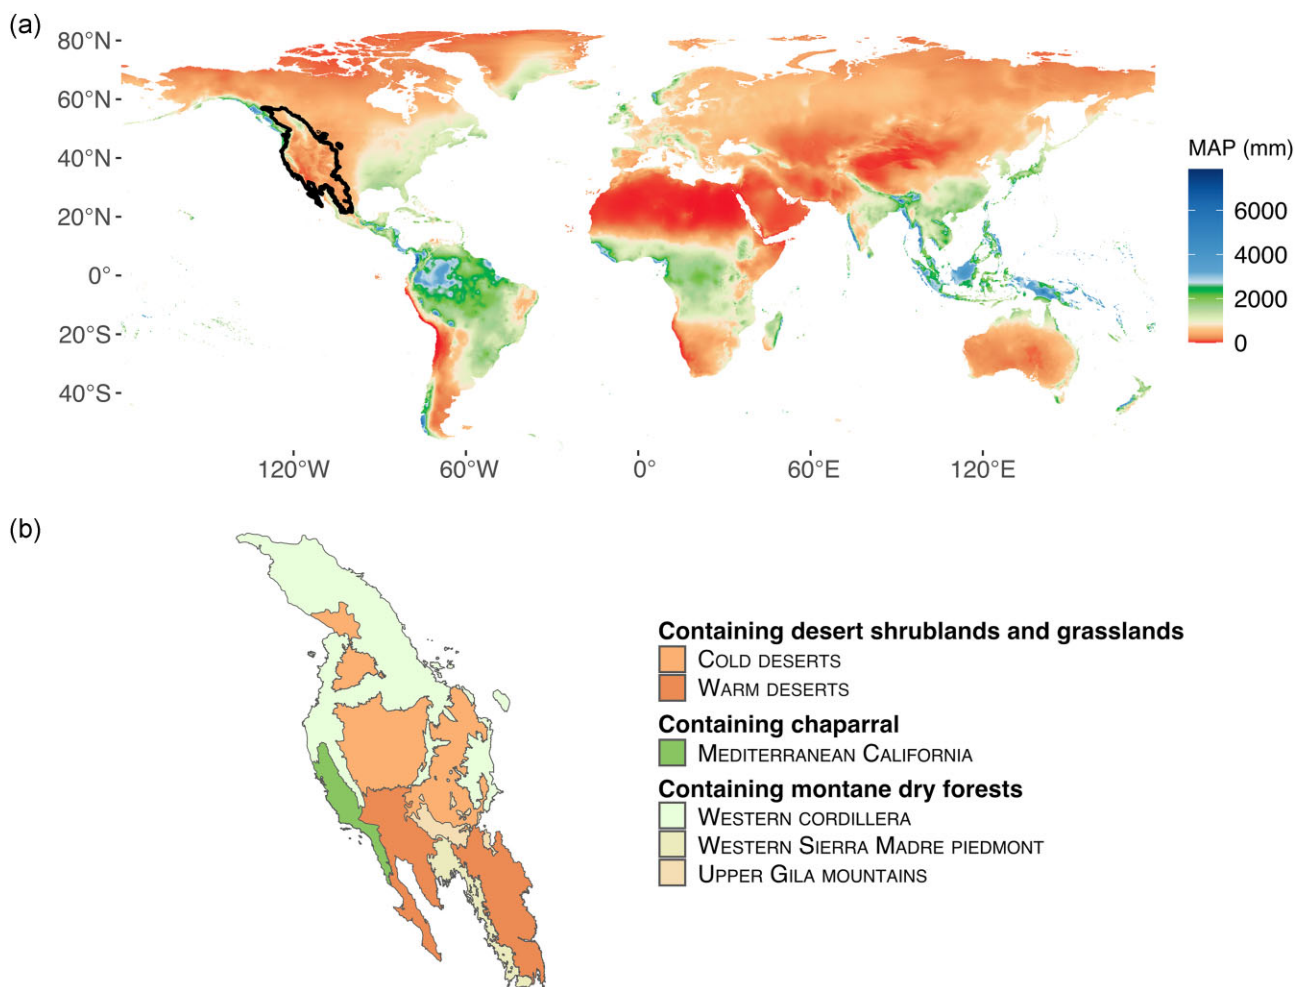 (a)
80°N
60°N
40°N
20°N
0°
20°S
40°S
120°W 60°W 0° 60°E 120°E
MAP (mm)
6000
4000
2000
0
(b)
Containing desert shrublands and grasslands
COLD DESERTS
WARM DESERTS
Containing chaparral
MEDITERRANEAN CALIFORNIA
Containing montane dry forests
WESTERN CORDILLERA
WESTERN SIERRA MADRE PIEDMONT
UPPER GILA MOUNTAINS